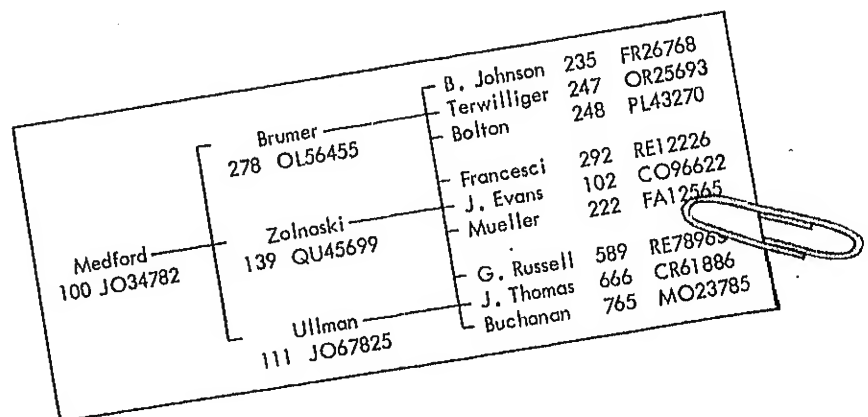 Medford
100 JO34782
Brumer
278 OL56455
Zolnoski
139 QU45699
Ullman
111 JO67825
B. Johnson 235 FR26768
Terwilliger 247 OR25693
Bolton 248 PL43270
Francesci 292 RE12226
J. Evans 102 CO96622
Mueller 222 FA12565
G. Russell 589
J. Thomas 666 CR61886
Buchanan 765 MO23785